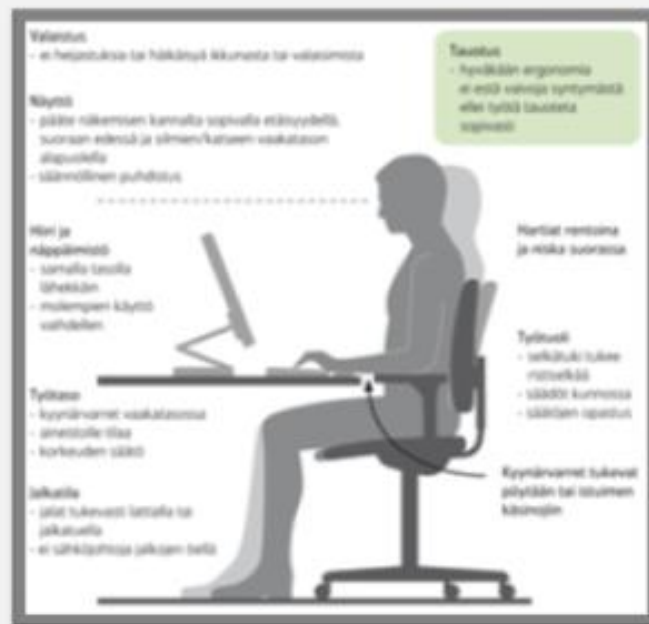 Valaistus
- ei heijastuksia tai häikäisyä ikkunasta tai valaisimista
Näyttö
- pääte näkemisen kannalta sopivalla etäisyydellä,
suoraan edessä ja silmien/katseen vaakatason
alapuolella
- säännöllinen puhdistus
Hiiri ja
näppäimistö
- samalla tasolla
lähekkäin
- molempien käyttö
vaihdellen
Työtaso
- kyynärvarret vaakatasossa
- aineistolle tilaa
- korkeuden säätö
Jalkatila
- jalat tukevasti lattialla tai
jalkatuella
- ei sähköjohtoja jalkojen tiellä
Tauotus
- hyväkään ergonomia
ei estä vaivoja syntymästä
ellei työtä tauoteta
sopivasti
Hartiat rentoina
ja niska suorassa
Työtuoli
- selkätuki tukee
ristiselkää
- säädöt kunnossa
- säätöjen opastus
Kyynärvarret tukevat
pöytään tai istuimen
käsinojiin